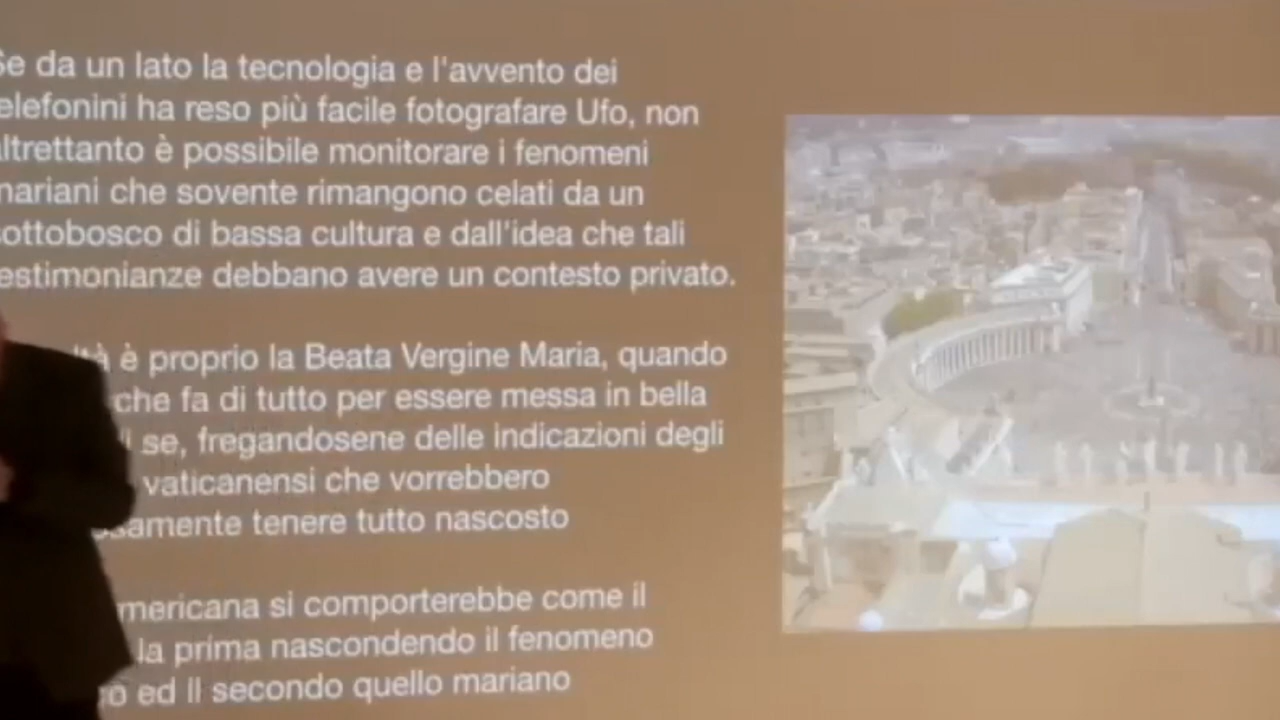 Se da un lato la tecnologia e l'avvento dei
elefonini ha reso più facile fotografare Ufo, non
ltrettanto è possibile monitorare i fenomeni
mariani che sovente rimangono celati da un
sottobosco di bassa cultura e dall'idea che tali
estimonianze debbano avere un contesto privato.
ltà è proprio la Beata Vergine Maria, quando
che fa di tutto per essere messa in bella
di se, fregandosene delle indicazioni degli
vaticanensi che vorrebbero
samente tenere tutto nascosto
mericana si comporterebbe come il
la prima nascondendo il fenomeno
o ed il secondo quello mariano